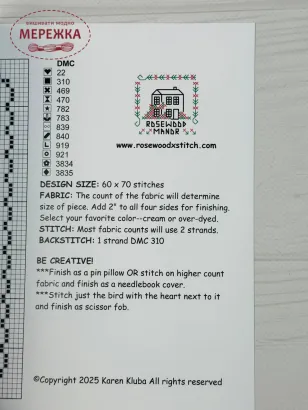 вишивати модно
МЕРЕЖКА
DMC
22
310
469
470
782
783
839
840
919
921
3834
3835
ROSEWOOD
MANOR
www.rosewoodxstitch.com
DESIGN SIZE: 60 x 70 stitches
FABRIC: The count of the fabric will determine
size of piece. Add 2" to all four sides for finishing.
Select your favorite color--cream or over-dyed.
STITCH: Most fabric counts will use 2 strands.
BACKSTITCH: 1 strand DMC 310
BE CREATIVE!
***Finish as a pin pillow OR stitch on higher count
fabric and finish as a needlebook cover.
***Stitch just the bird with the heart next to it
and finish as scissor fob.
©Copyright 2025 Karen Kluba All rights reserved